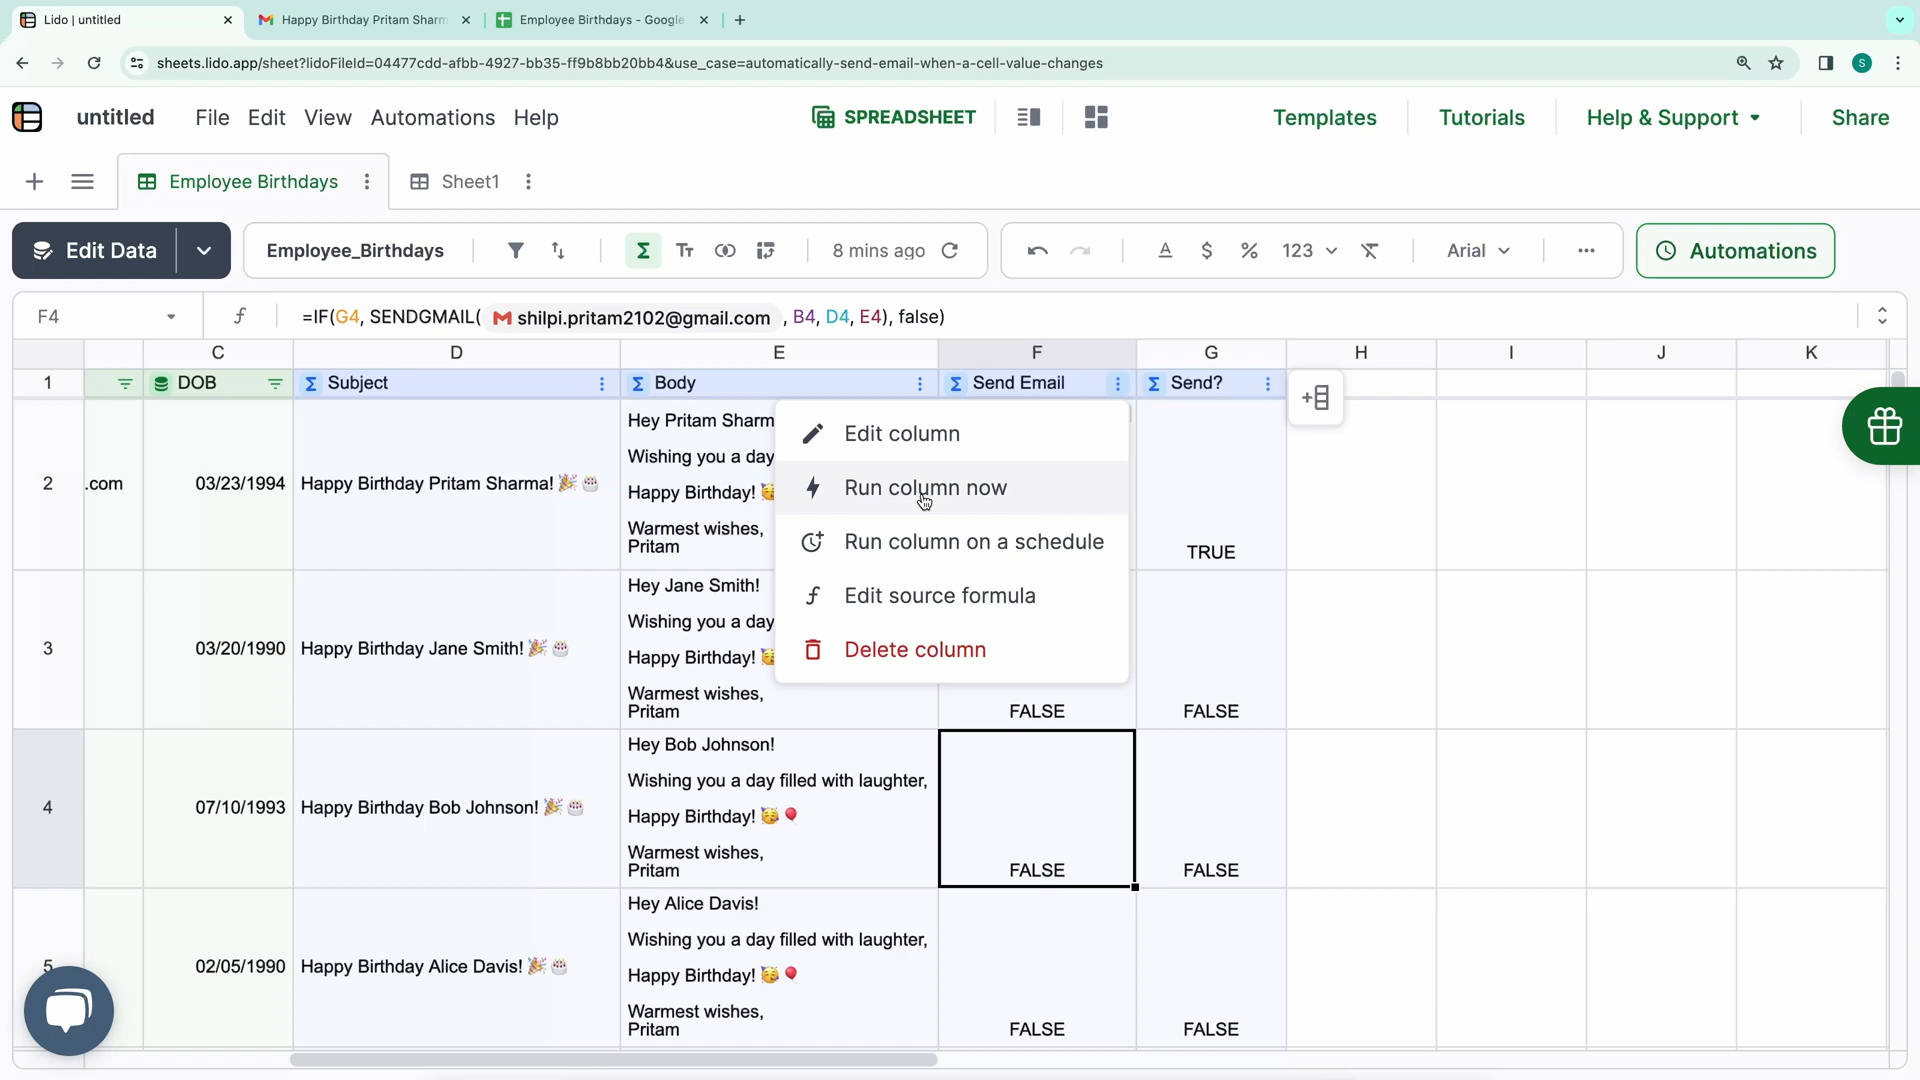 Lido | untitled
Happy Birthday Pritam Sharm
Employee Birthdays - Google
sheets.lido.app/sheet?lidoFileId=04477cdd-afbb-4927-bb35-ff9b8bb20bb4&use_case=automatically-send-email-when-a-cell-value-changes
S
untitled
File Edit View Automations Help
SPREADSHEET
Templates
Tutorials
Help & Support
Share
Employee Birthdays
Sheet1
Edit Data
Employee_Birthdays
8 mins ago
123
Arial
Automations
F4
=IF(G4, SENDGMAIL( shilpi.pritam2102@gmail.com , B4, D4, E4), false)
C D E F G H I J K
1 DOB Subject Body Send Email Send?
2 .com 03/23/1994 Happy Birthday Pritam Sharma! 🎉 🎂
Hey Pritam Sharm
Wishing you a day
Happy Birthday!
Warmest wishes,
Pritam
TRUE
Edit column
Run column now
Run column on a schedule
Edit source formula
Delete column
3 03/20/1990 Happy Birthday Jane Smith! 🎉 🎂
Hey Jane Smith!
Wishing you a day
Happy Birthday!
Warmest wishes,
Pritam
FALSE FALSE
4 07/10/1993 Happy Birthday Bob Johnson! 🎉 🎂
Hey Bob Johnson!
Wishing you a day filled with laughter,
Happy Birthday! 🥳 🎈
Warmest wishes,
Pritam
FALSE FALSE
5 02/05/1990 Happy Birthday Alice Davis! 🎉 🎂
Hey Alice Davis!
Wishing you a day filled with laughter,
Happy Birthday! 🥳 🎈
Warmest wishes,
Pritam
FALSE FALSE